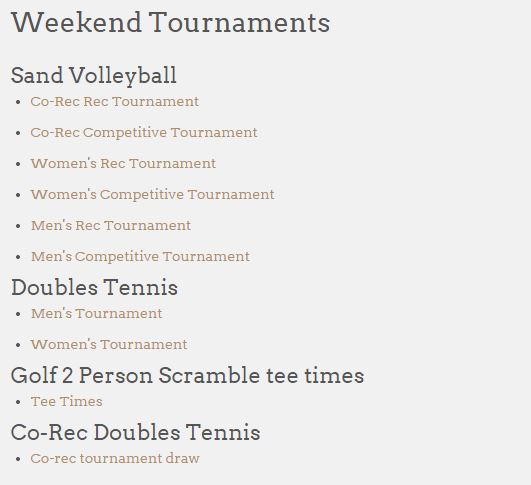 Weekend Tournaments
Sand Volleyball
Co-Rec Rec Tournament
Co-Rec Competitive Tournament
Women's Rec Tournament
Women's Competitive Tournament
Men's Rec Tournament
Men's Competitive Tournament
Doubles Tennis
Men's Tournament
Women's Tournament
Golf 2 Person Scramble tee times
Tee Times
Co-Rec Doubles Tennis
Co-rec tournament draw